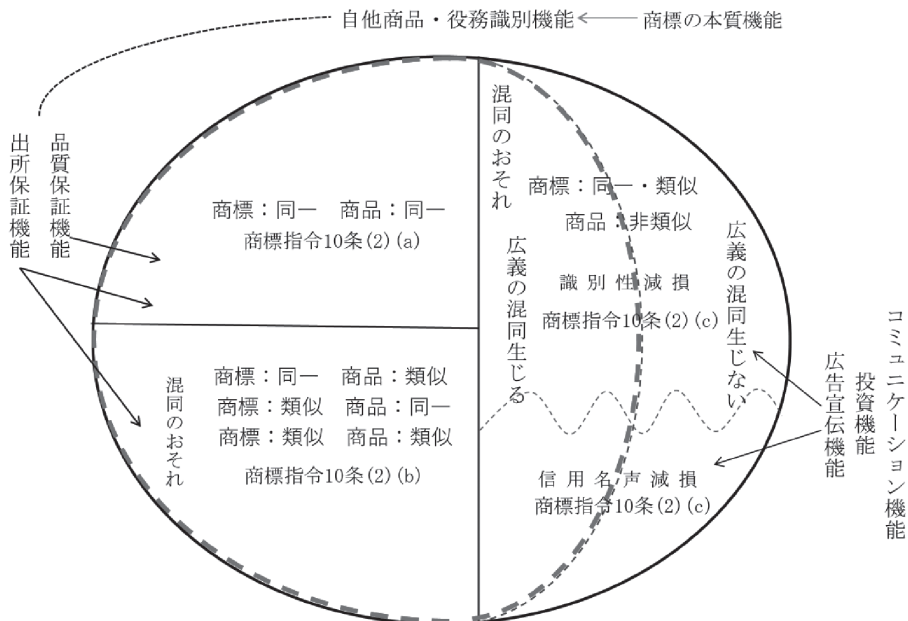 自他商品・役務識別機能
商標の本質機能
出所保証機能
品質保証機能
商標：同一　商品：同一
商標指令10条(2)(a)
混同のおそれ
商標：同一　商品：類似
商標：類似　商品：同一
商標：類似　商品：類似
商標指令10条(2)(b)
混同のおそれ
広義の混同生じる
商標：同一・類似
商品：非類似
識別性減損
商標指令10条(2)(c)
広義の混同生じない
信用名声減損
商標指令10条(2)(c)
広告宣伝機能
投資機能
コミュニケーション機能